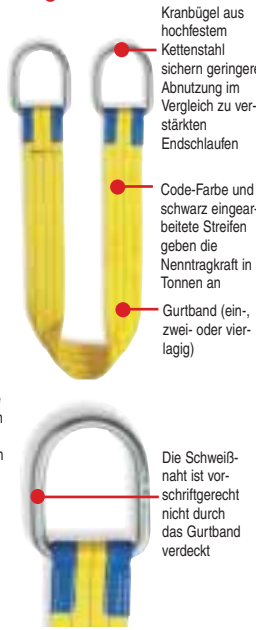 Kranbügel aus
hochfestem
Kettenstahl
sichern geringere
Abnutzung im
Vergleich zu ver-
stärkten
Endschlaufen
Code-Farbe und
schwarz eingear-
beitete Streifen
geben die
Nenntragkraft in
Tonnen an
Gurtband (ein-,
zwei- oder vier-
lagig)
Die Schweiß-
naht ist vor-
schriftgerecht
nicht durch
das Gurtband
verdeckt